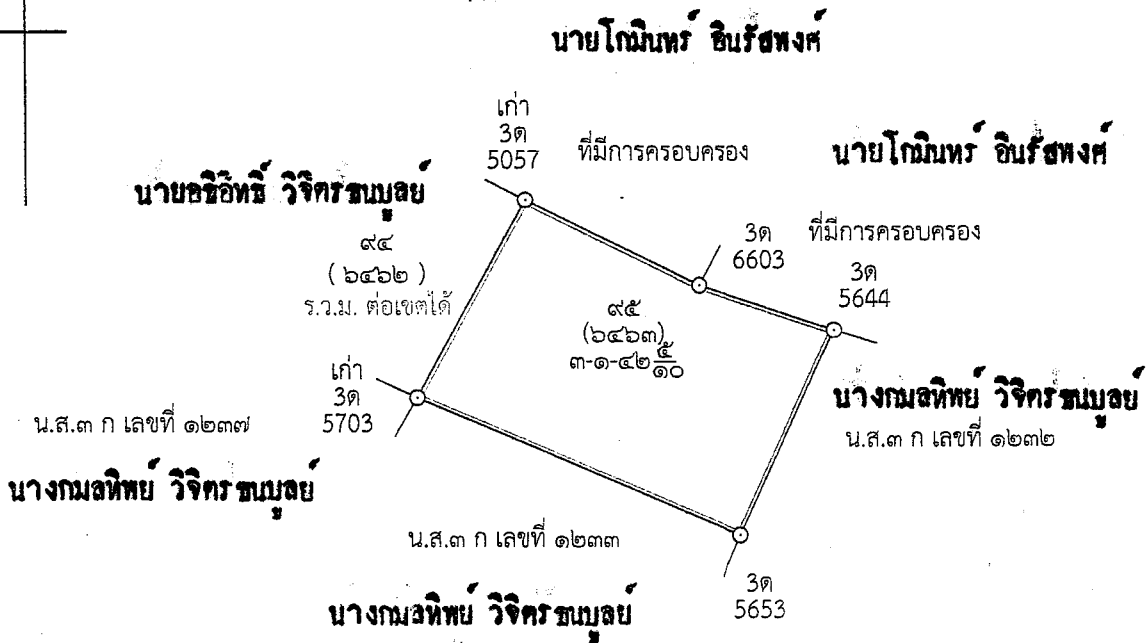 นายโกมินทร์ อินรัสพงศ์
เก่า
3ด
5057
ที่มีการครอบครอง
นายโกมินทร์ อินรัสพงศ์
นายอธิอัทธิ์ วิจิตรธนบูลย์
๙๔
(๖๔๖๒)
ร.ว.ม. ต่อเขตได้
3ด
6603
ที่มีการครอบครอง
3ด
5644
๙๕
(๖๔๖๓)
๓-๑-๔๒ ๕/๑๐
เก่า
3ด
5703
นางกมลทิพย์ วิจิตรธนบูลย์
น.ส.๓ ก เลขที่ ๑๒๓๒
น.ส.๓ ก เลขที่ ๑๒๓๗
นางกมลทิพย์ วิจิตรธนบูลย์
น.ส.๓ ก เลขที่ ๑๒๓๓
3ด
5653
นางกมลทิพย์ วิจิตรธนบูลย์